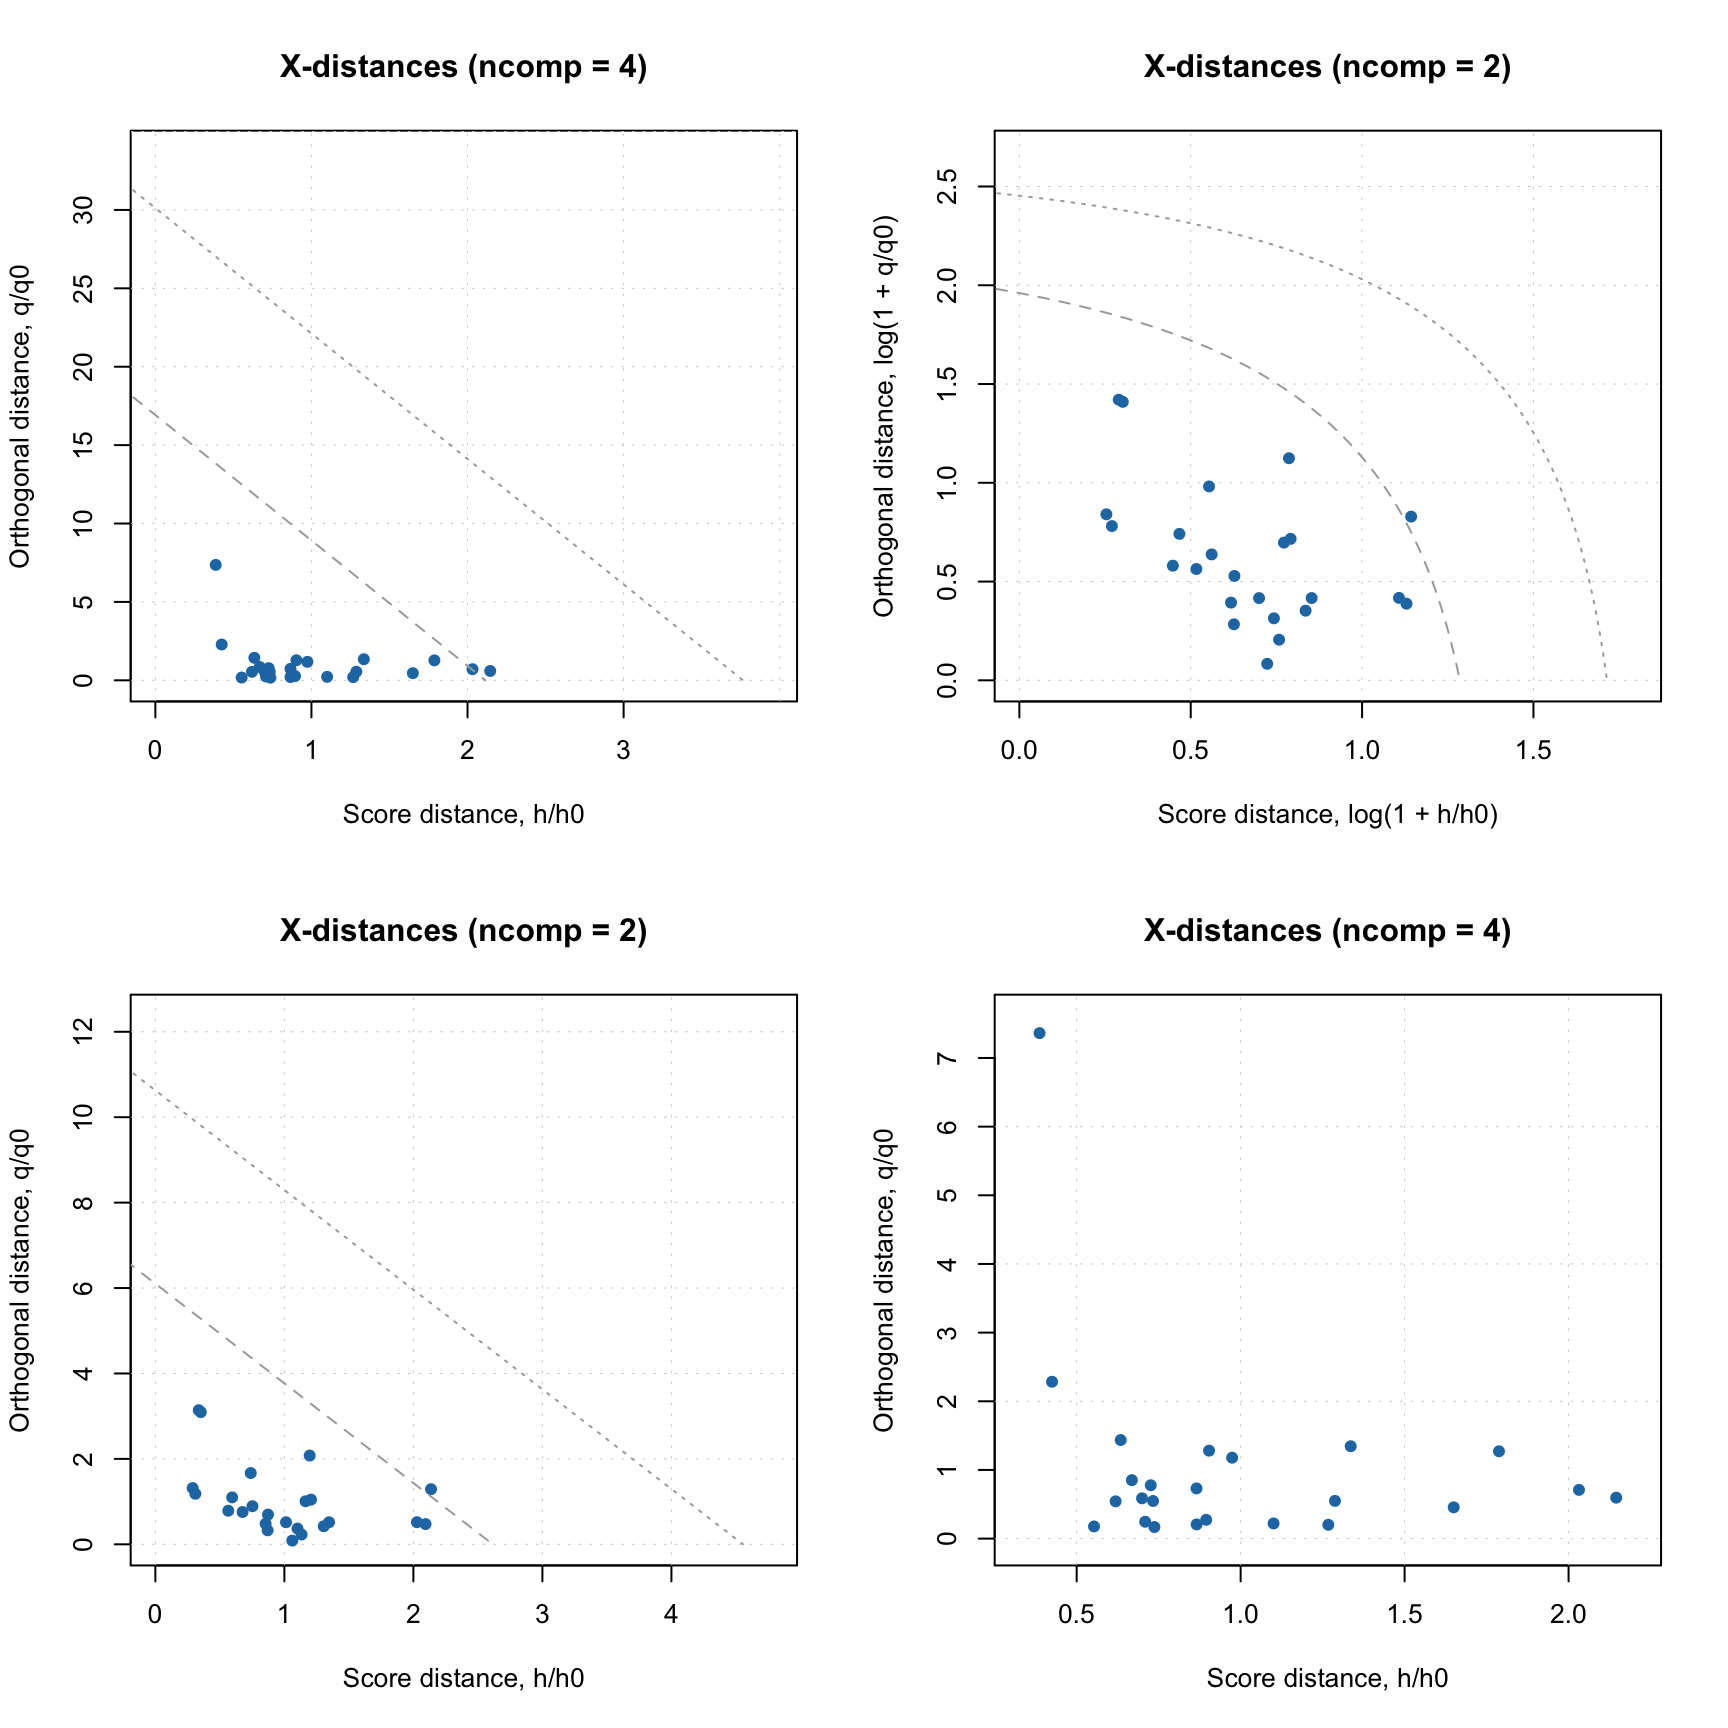 X-distances (ncomp = 4)
Orthogonal distance, q/q0
30
25
20
15
10
5
0
0 1 2 3
Score distance, h/h0
X-distances (ncomp = 2)
Orthogonal distance, log(1 + q/q0)
2.5
2.0
1.5
1.0
0.5
0.0
0.0 0.5 1.0 1.5
Score distance, log(1 + h/h0)
X-distances (ncomp = 2)
Orthogonal distance, q/q0
12
10
8
6
4
2
0
0 1 2 3 4
Score distance, h/h0
X-distances (ncomp = 4)
Orthogonal distance, q/q0
7
6
5
4
3
2
1
0
0.5 1.0 1.5 2.0
Score distance, h/h0